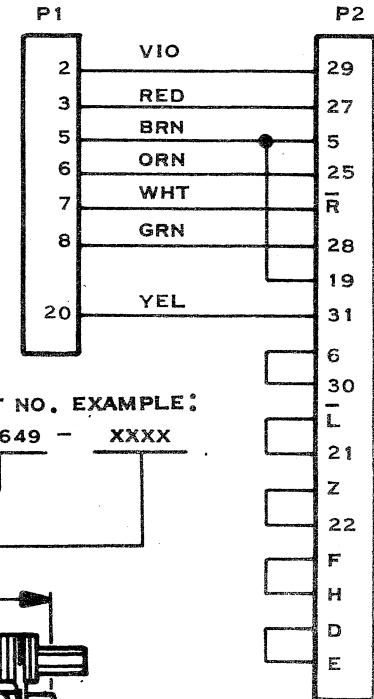 P1 P2
2 VIO 29
3 RED 27
5 BRN 5
6 ORN 25
7 WHT R̅
8 GRN 28
19
20 YEL 31
6
30
NO. EXAMPLE:
L̅
649 - XXXX
21
Z
22
F
H
D
E